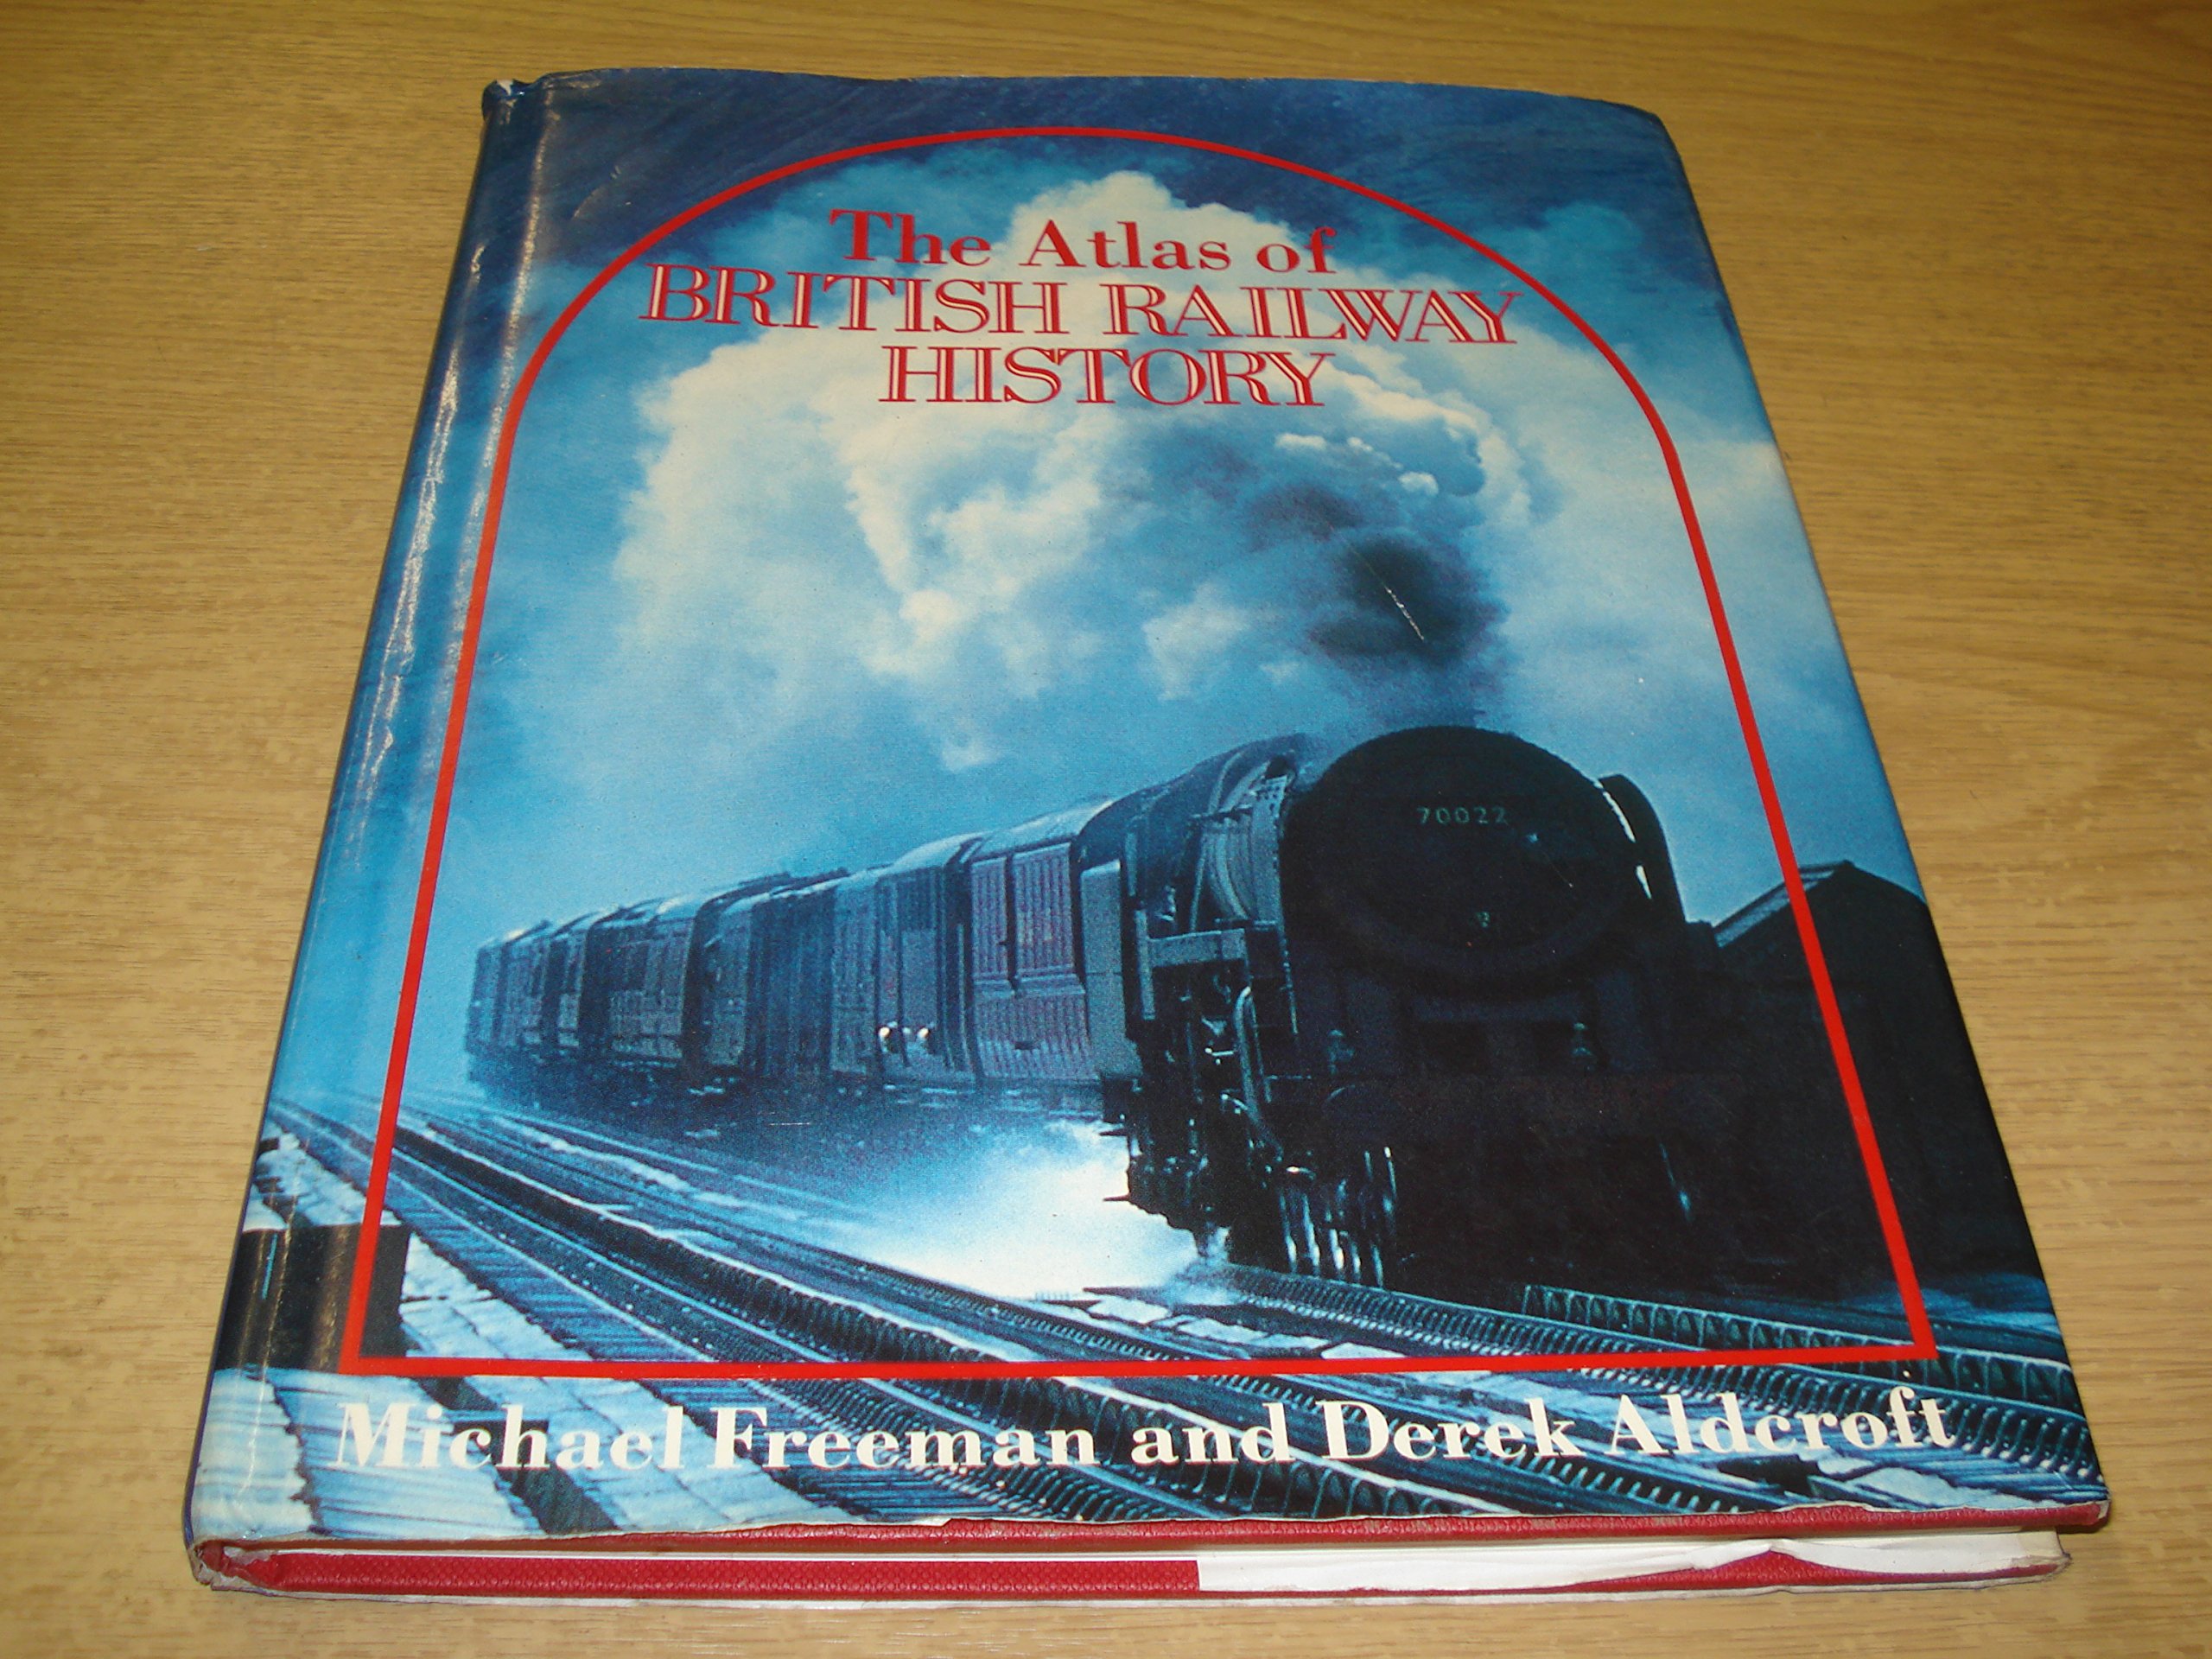 The Atlas of
BRITISH RAILWAY
HISTORY
70022
Michael Freeman and Derek Aldcroft